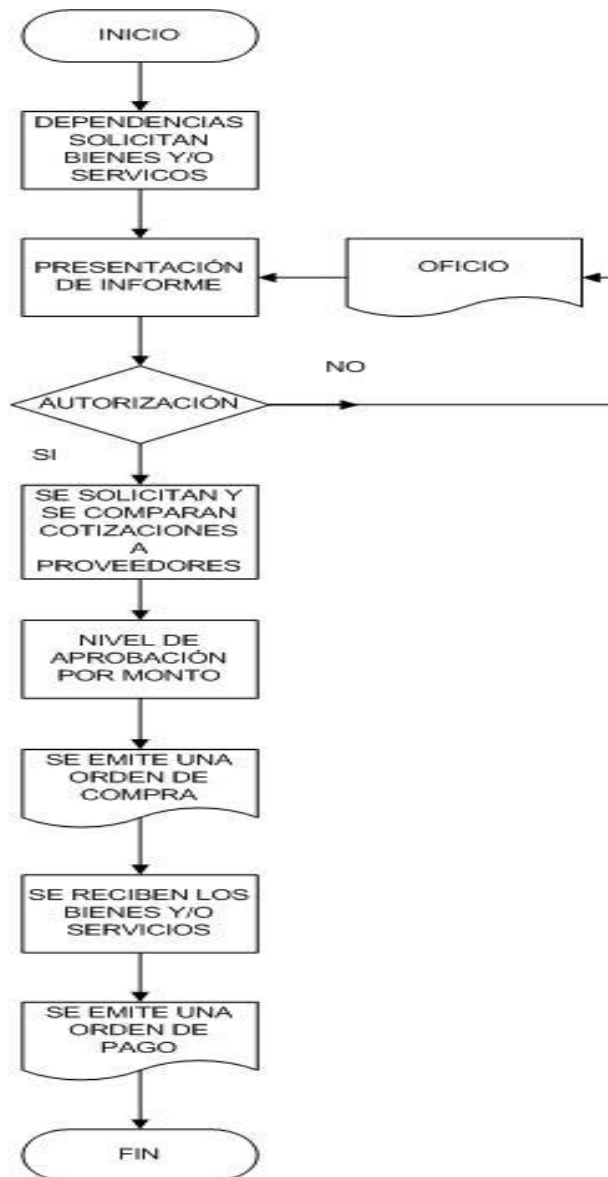 INICIO
DEPENDENCIAS
SOLICITAN
BIENES Y/O
SERVICOS
PRESENTACIÓN
DE INFORME
OFICIO
AUTORIZACIÓN
NO
SI
SE SOLICITAN Y
SE COMPARAN
COTIZACIONES
A
PROVEEDORES
NIVEL DE
APROBACIÓN
POR MONTO
SE EMITE UNA
ORDEN DE
COMPRA
SE RECIBEN LOS
BIENES Y/O
SERVICIOS
SE EMITE UNA
ORDEN DE
PAGO
FIN